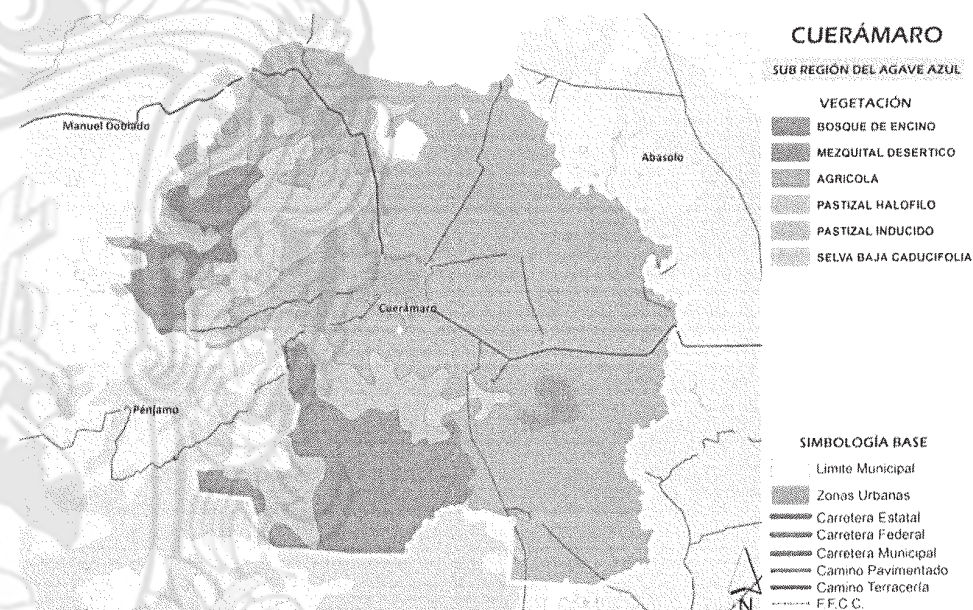 CUERÁMARO
SUB REGIÓN DEL AGAVE AZUL
VEGETACIÓN
BOSQUE DE ENCINO
MEZQUITAL DESERTICO
AGRICOLA
PASTIZAL HALOFILO
PASTIZAL INDUCIDO
SELVA BAJA CADUCIFOLIA
Manuel Doblado
Abasolo
Cuerámaro
Pénjamo
SIMBOLOGÍA BASE
Limite Municipal
Zonas Urbanas
Carretera Estatal
Carretera Federal
Carretera Municipal
Camino Pavimentado
Camino Terracería
F.F.C.C.
N